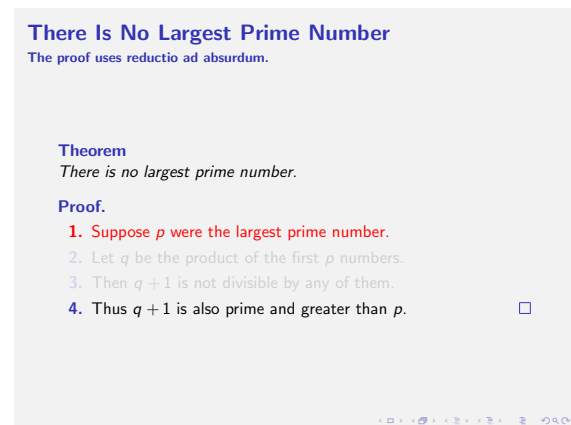 There Is No Largest Prime Number
The proof uses reductio ad absurdum.
Theorem
There is no largest prime number.
Proof.
1. Suppose p were the largest prime number.
2. Let q be the product of the first p numbers.
3. Then q + 1 is not divisible by any of them.
4. Thus q + 1 is also prime and greater than p.